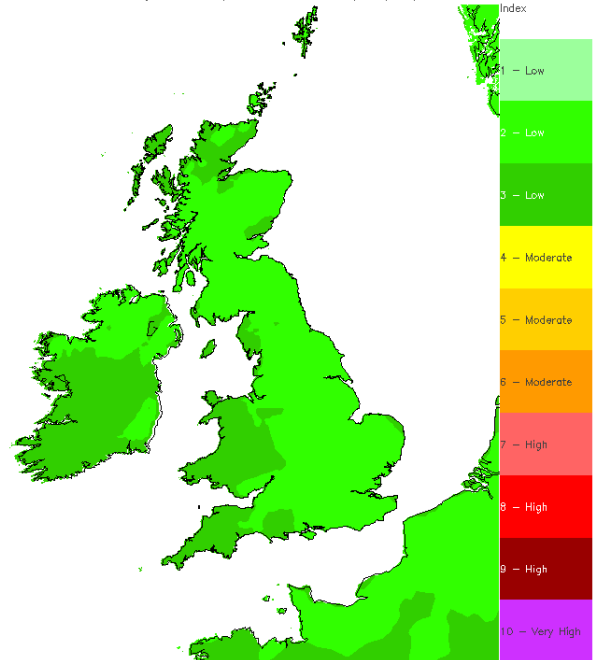 Index
1 – Low
2 – Low
3 – Low
4 – Moderate
5 – Moderate
6 – Moderate
7 – High
8 – High
9 – High
10 – Very High